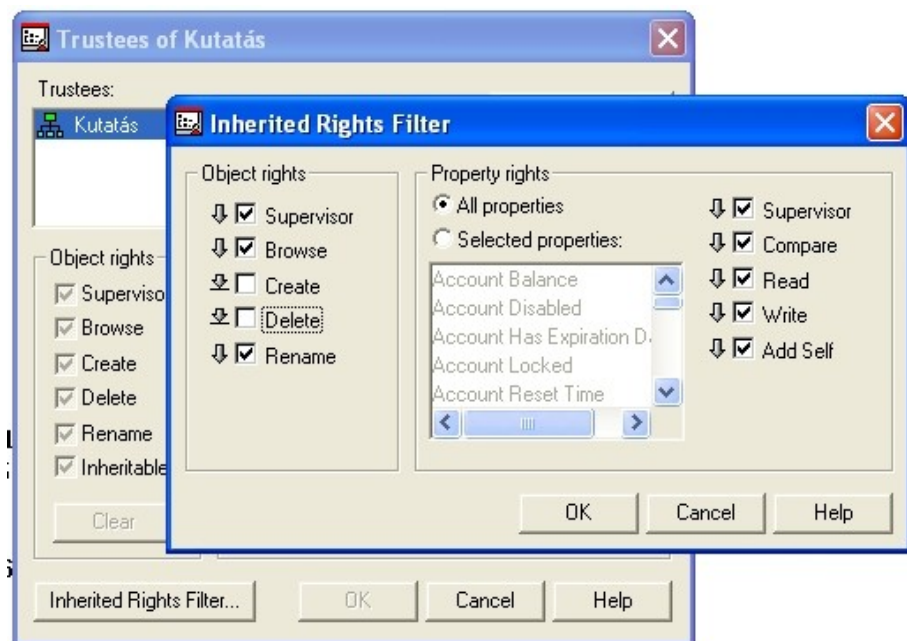 Trustees of Kutatás
Trustees:
Kutatás
Object rights
Superviso
Browse
Create
Delete
Rename
Inheritable
Clear
Inherited Rights Filter...
OK
Cancel
Help
Inherited Rights Filter
Object rights
Supervisor
Browse
Create
Delete
Rename
Property rights
All properties
Selected properties:
Account Balance
Account Disabled
Account Has Expiration D
Account Locked
Account Reset Time
Supervisor
Compare
Read
Write
Add Self
OK
Cancel
Help